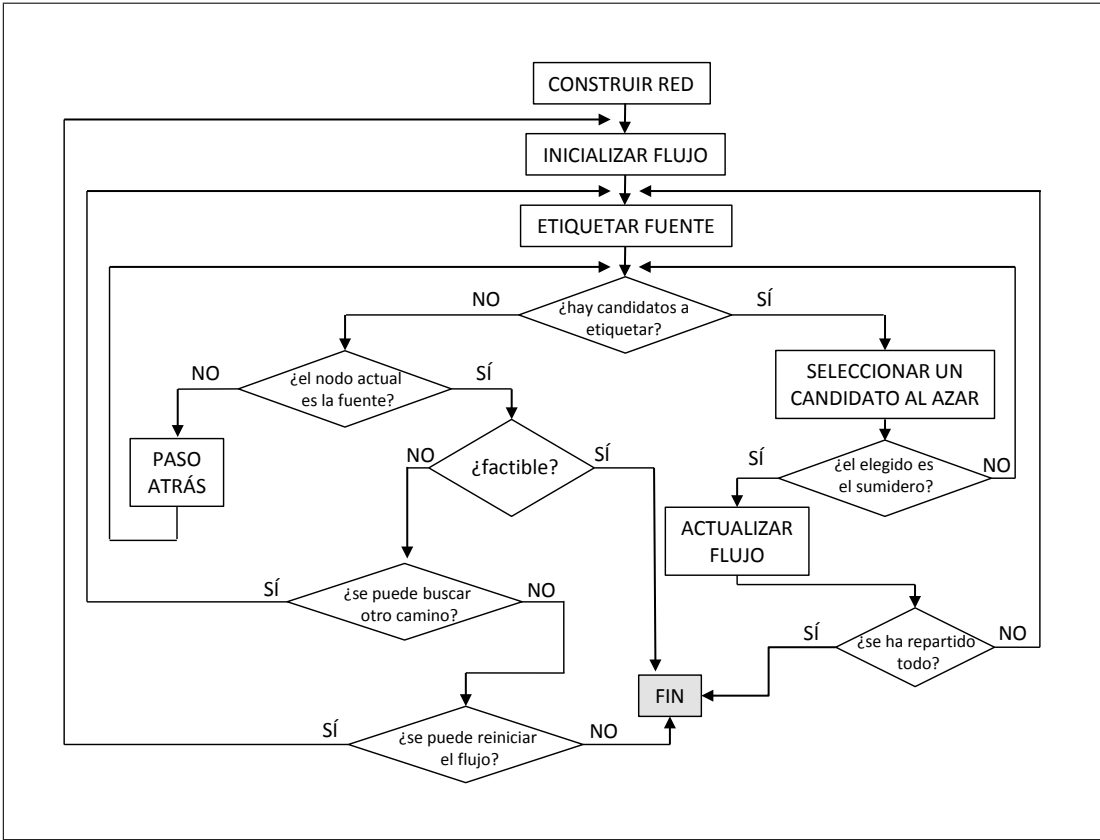 CONSTRUIR RED
INICIALIZAR FLUJO
ETIQUETAR FUENTE
NO
¿hay candidatos a
etiquetar?
SÍ
NO
¿el nodo actual
es la fuente?
SÍ
SELECCIONAR UN
CANDIDATO AL AZAR
PASO
ATRÁS
NO
¿factible?
SÍ
SÍ
¿el elegido es
el sumidero?
NO
ACTUALIZAR
FLUJO
SÍ
¿se puede buscar
otro camino?
NO
SÍ
¿se ha repartido
todo?
NO
FIN
SÍ
¿se puede reiniciar
el flujo?
NO